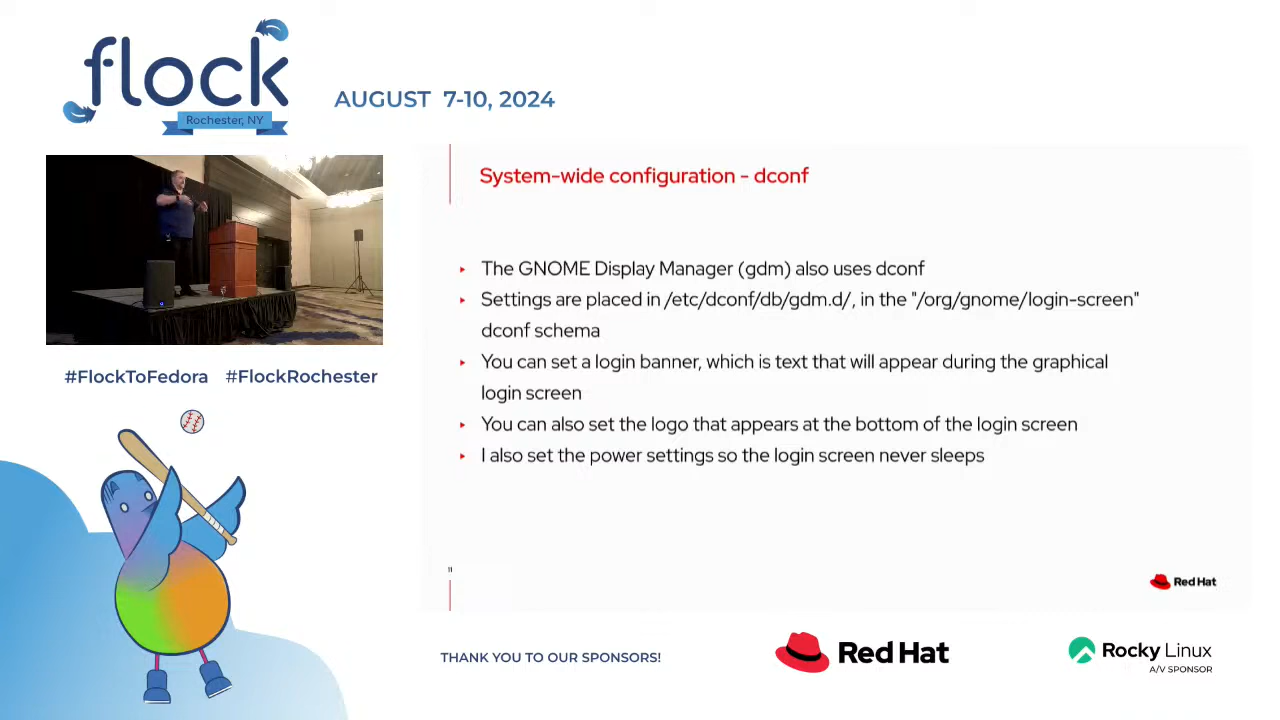 flock
Rochester, NY
AUGUST 7-10, 2024
#FlockToFedora #FlockRochester
System-wide configuration - dconf
‣ The GNOME Display Manager (gdm) also uses dconf
‣ Settings are placed in /etc/dconf/db/gdm.d/, in the "/org/gnome/login-screen"
dconf schema
‣ You can set a login banner, which is text that will appear during the graphical
login screen
‣ You can also set the logo that appears at the bottom of the login screen
‣ I also set the power settings so the login screen never sleeps
11
Red Hat
THANK YOU TO OUR SPONSORS!
Red Hat
Rocky Linux
A/V SPONSOR